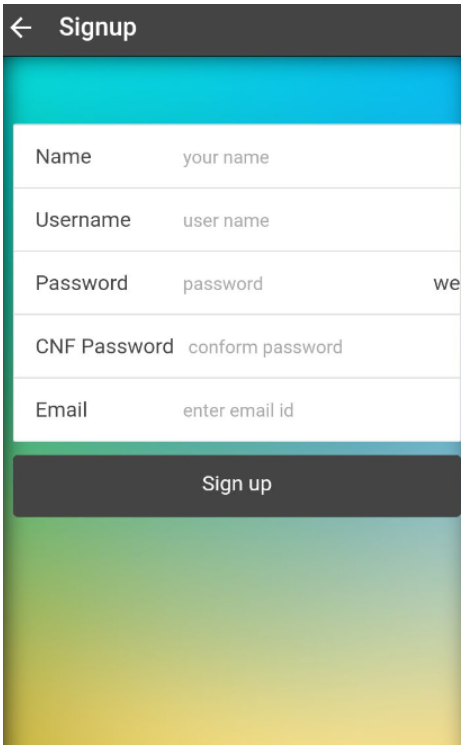 Signup
Name your name
Username user name
Password password we
CNF Password conform password
Email enter email id
Sign up